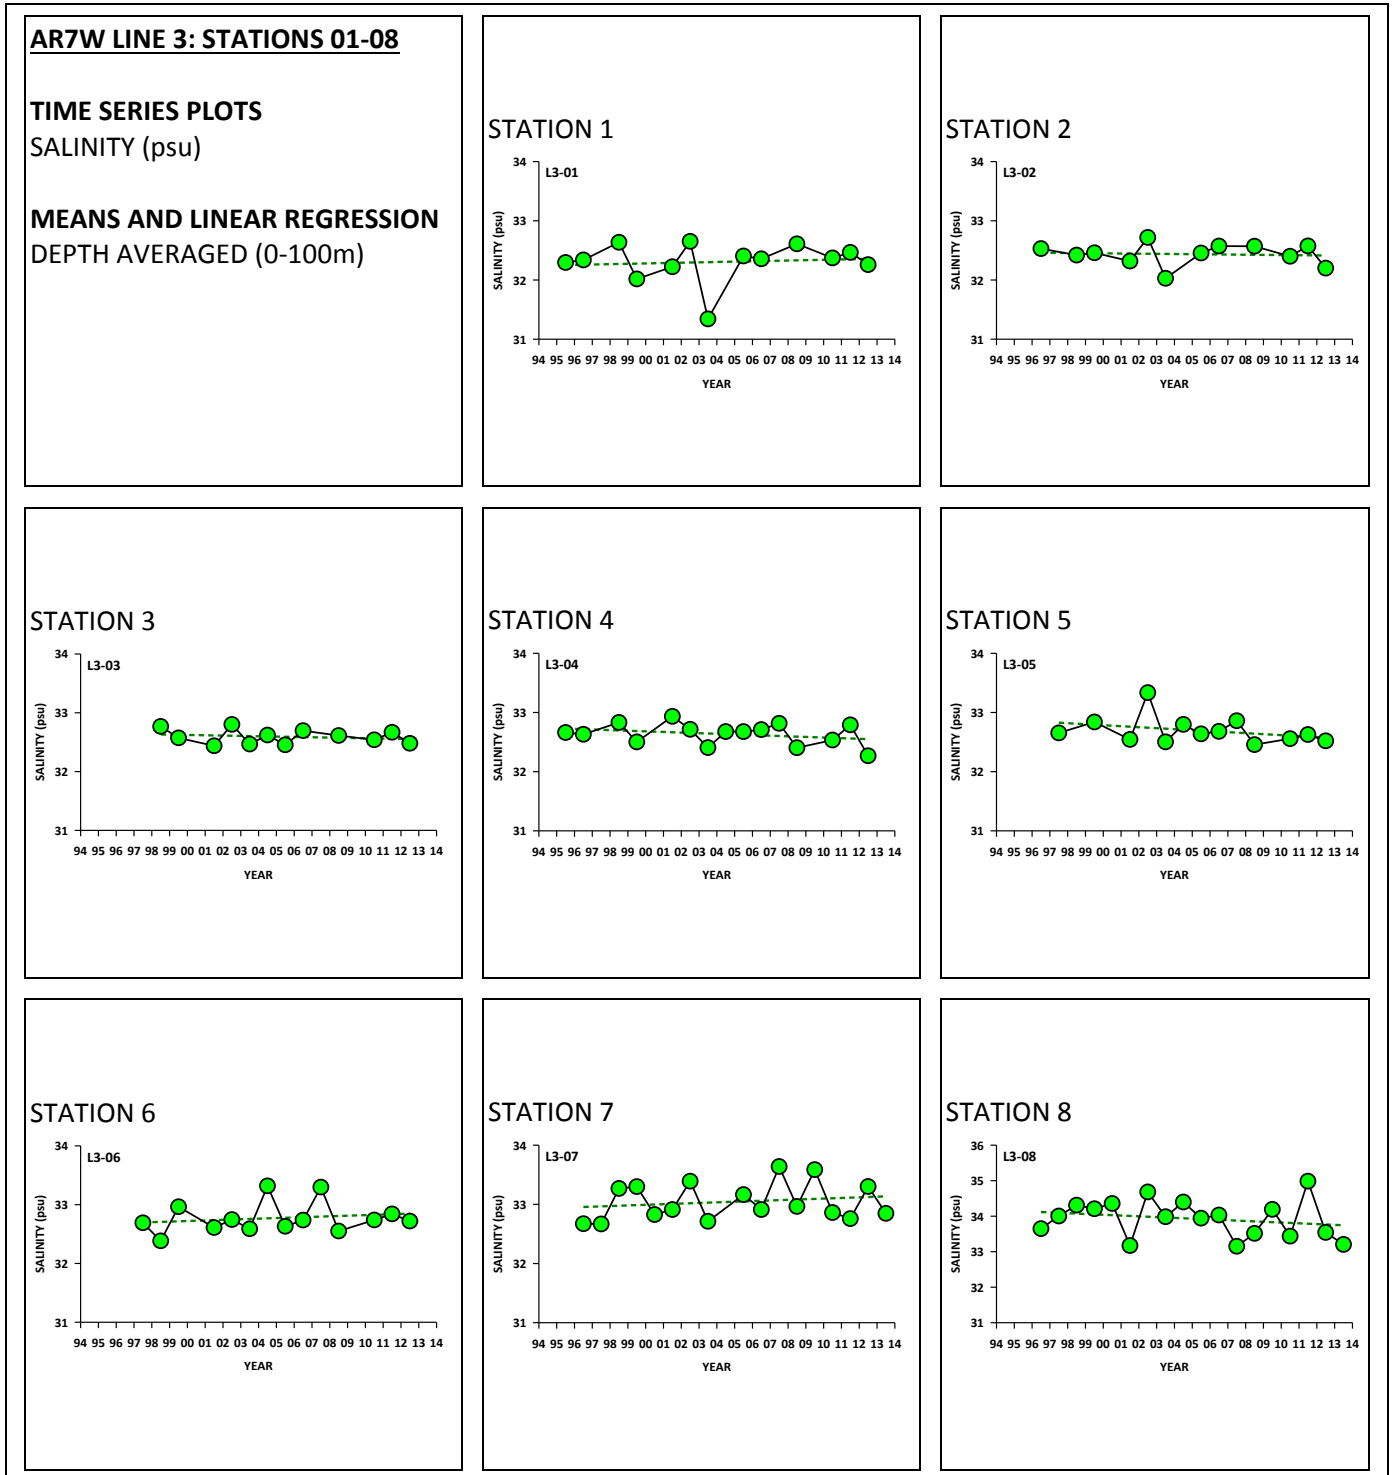 AR7W LINE 3: STATIONS 01-08
TIME SERIES PLOTS
SALINITY (psu)
MEANS AND LINEAR REGRESSION
DEPTH AVERAGED (0-100m)
STATION 1
L3-01
34
33
32
31
SALINITY (psu)
94 95 96 97 98 99 00 01 02 03 04 05 06 07 08 09 10 11 12 13 14
YEAR
STATION 2
L3-02
34
33
32
31
SALINITY (psu)
94 95 96 97 98 99 00 01 02 03 04 05 06 07 08 09 10 11 12 13 14
YEAR
STATION 3
L3-03
34
33
32
31
SALINITY (psu)
94 95 96 97 98 99 00 01 02 03 04 05 06 07 08 09 10 11 12 13 14
YEAR
STATION 4
L3-04
34
33
32
31
SALINITY (psu)
94 95 96 97 98 99 00 01 02 03 04 05 06 07 08 09 10 11 12 13 14
YEAR
STATION 5
L3-05
34
33
32
31
SALINITY (psu)
94 95 96 97 98 99 00 01 02 03 04 05 06 07 08 09 10 11 12 13 14
YEAR
STATION 6
L3-06
34
33
32
31
SALINITY (psu)
94 95 96 97 98 99 00 01 02 03 04 05 06 07 08 09 10 11 12 13 14
YEAR
STATION 7
L3-07
34
33
32
31
SALINITY (psu)
94 95 96 97 98 99 00 01 02 03 04 05 06 07 08 09 10 11 12 13 14
YEAR
STATION 8
L3-08
36
35
34
33
32
31
SALINITY (psu)
94 95 96 97 98 99 00 01 02 03 04 05 06 07 08 09 10 11 12 13 14
YEAR